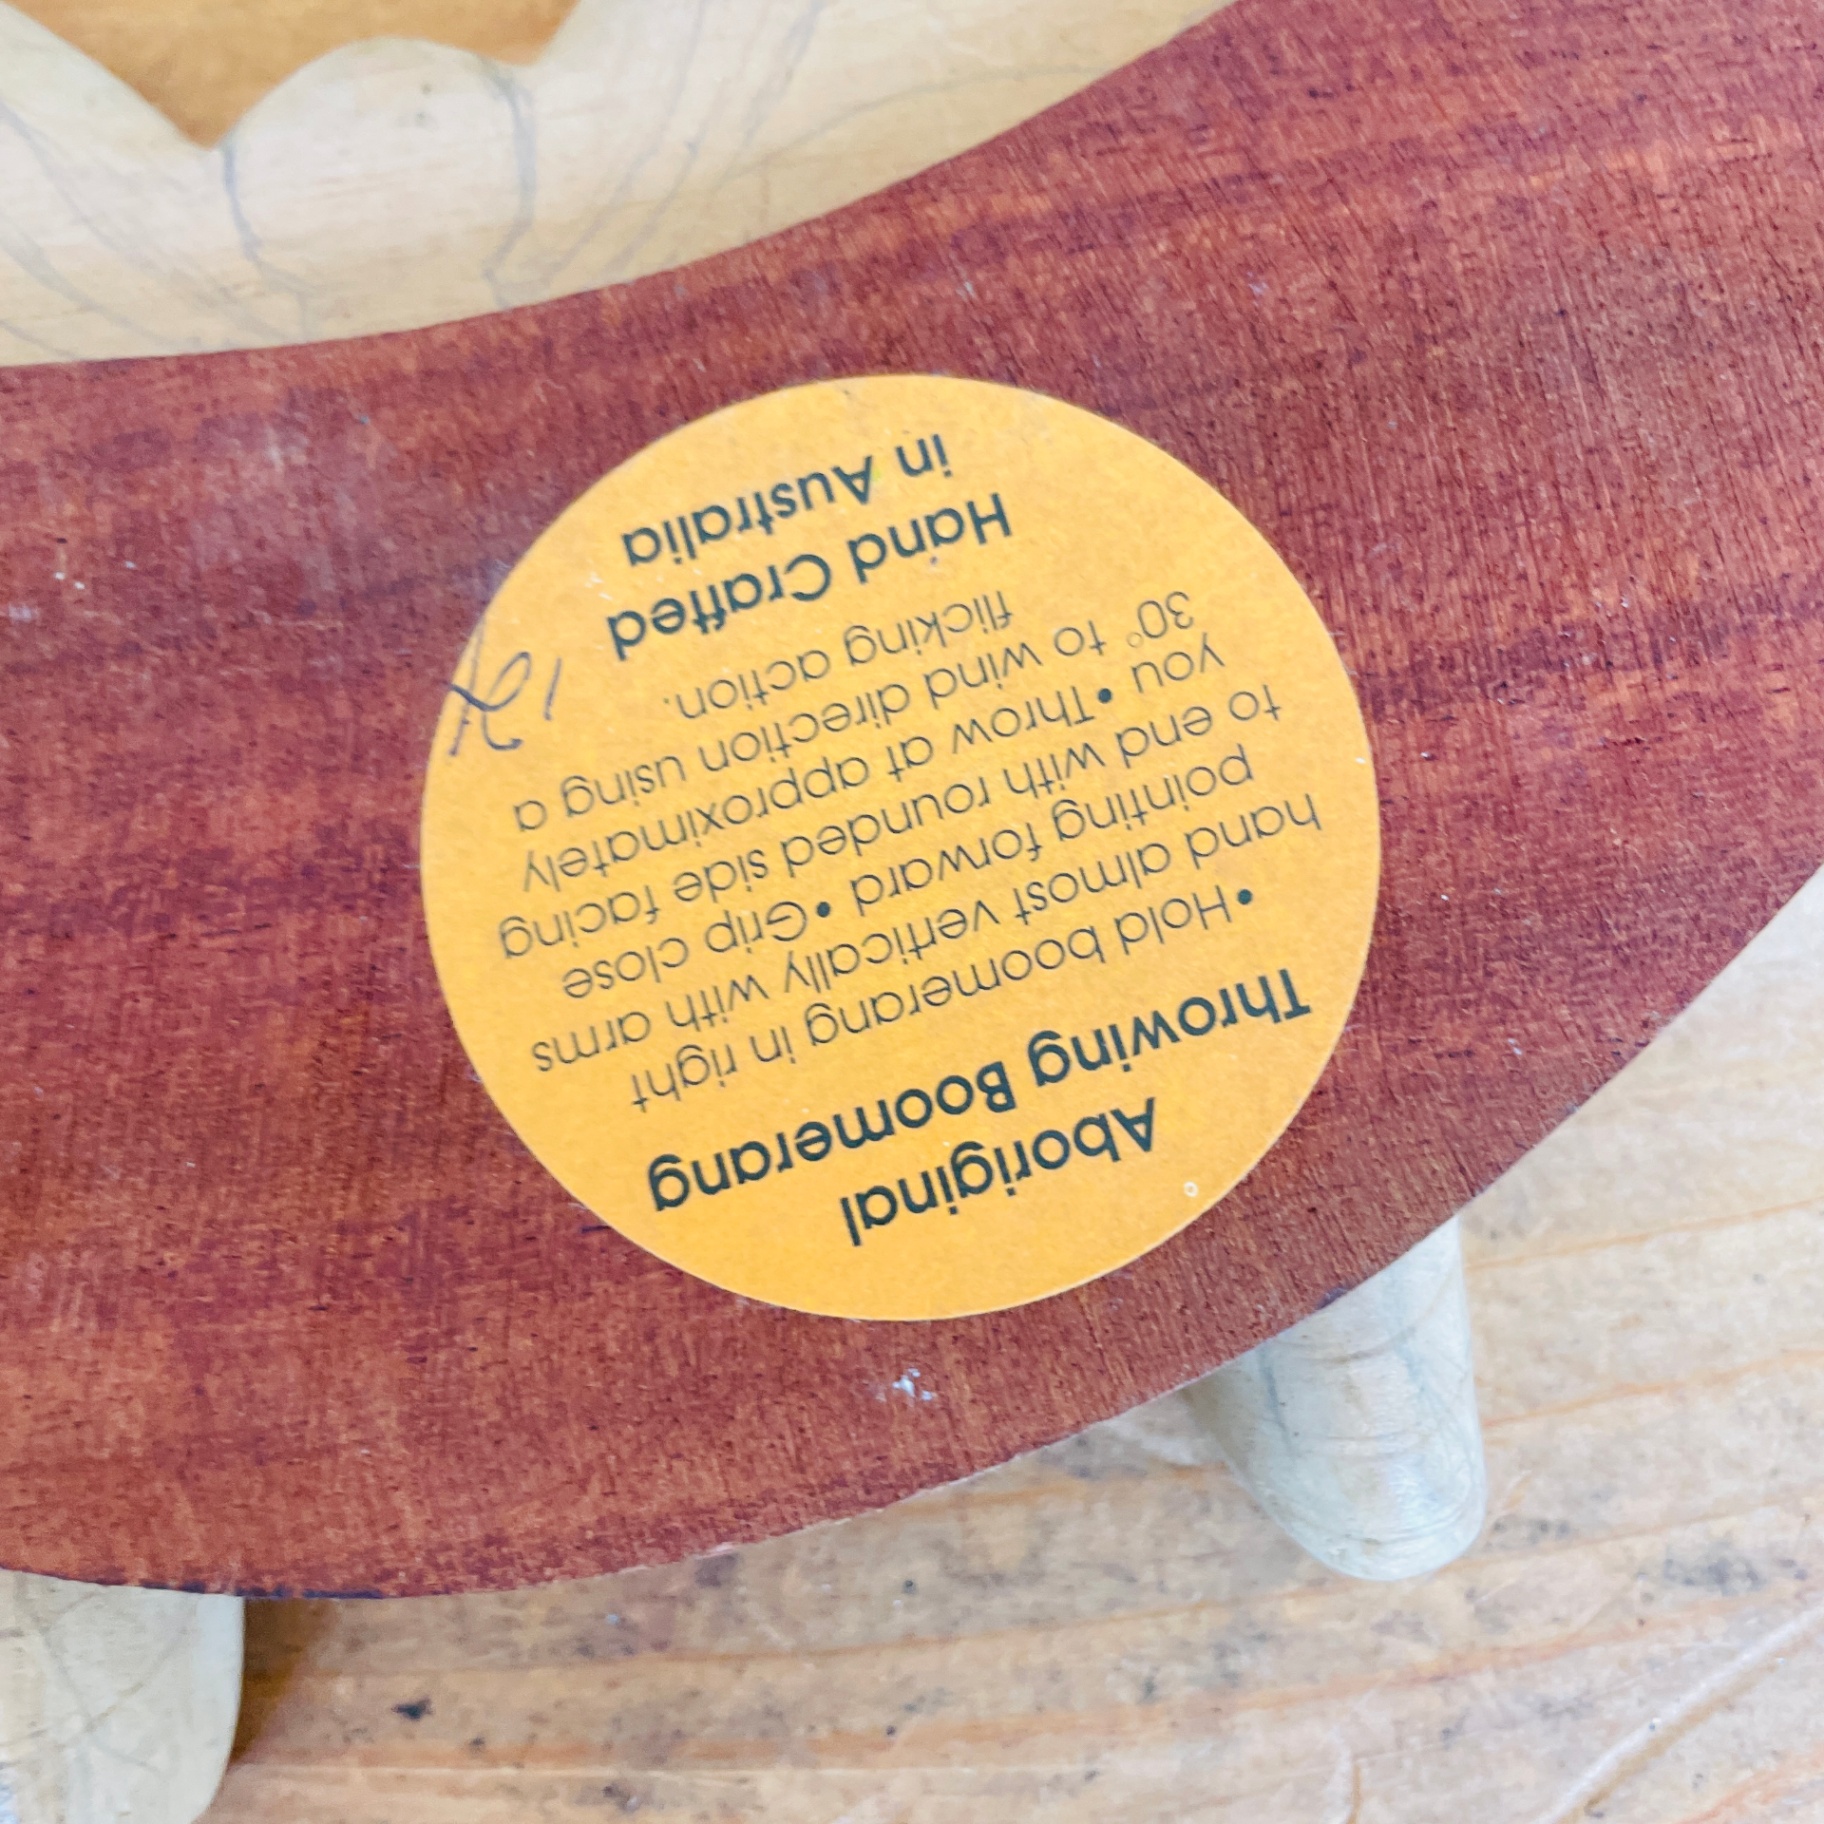 Aboriginal
Throwing Boomerang
•Hold boomerang in right
hand almost vertically with arms
pointing forward •Grip close
to end with rounded side facing
you •Throw at approximately
30° to wind direction using a
flicking action.
Hand Crafted
in Australia